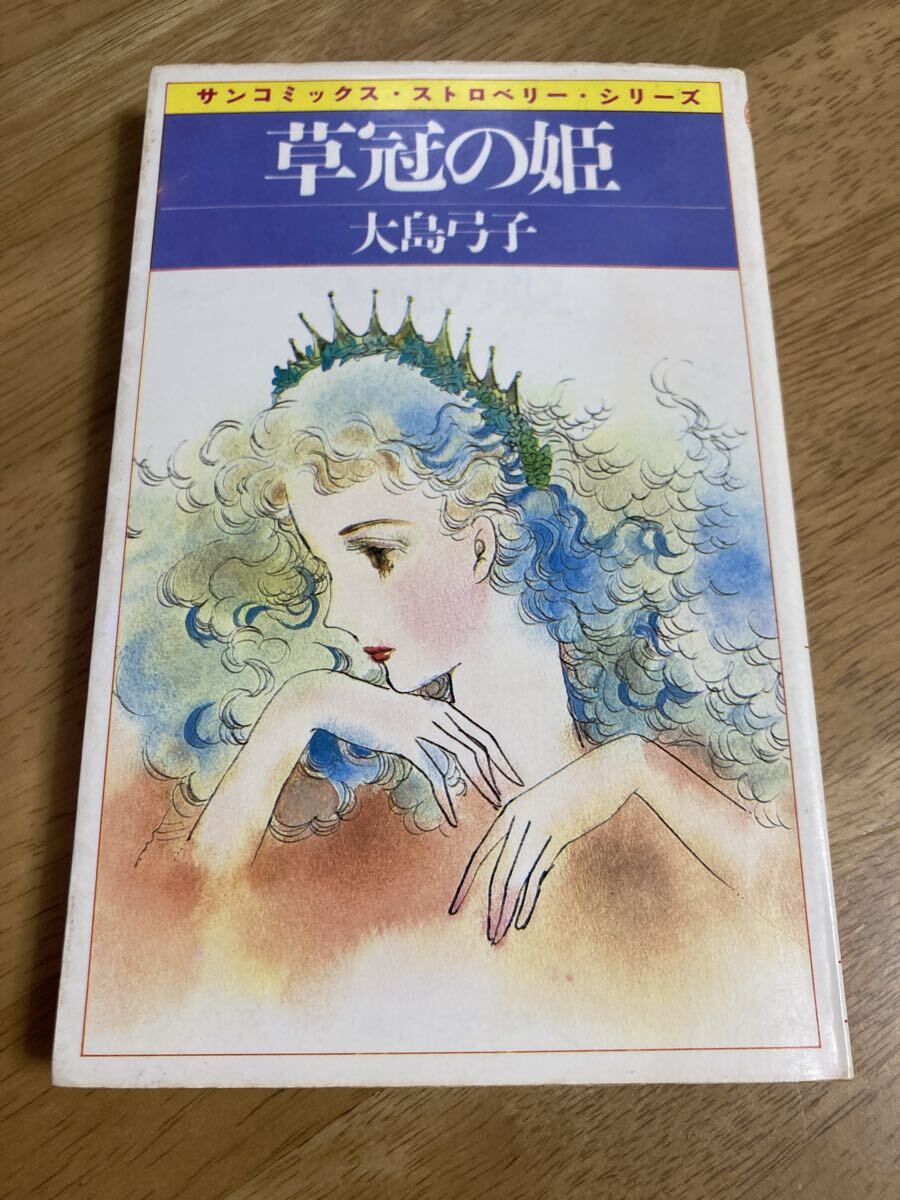 サンコミックス・ストロベリー・シリーズ
草冠の姫
大島弓子